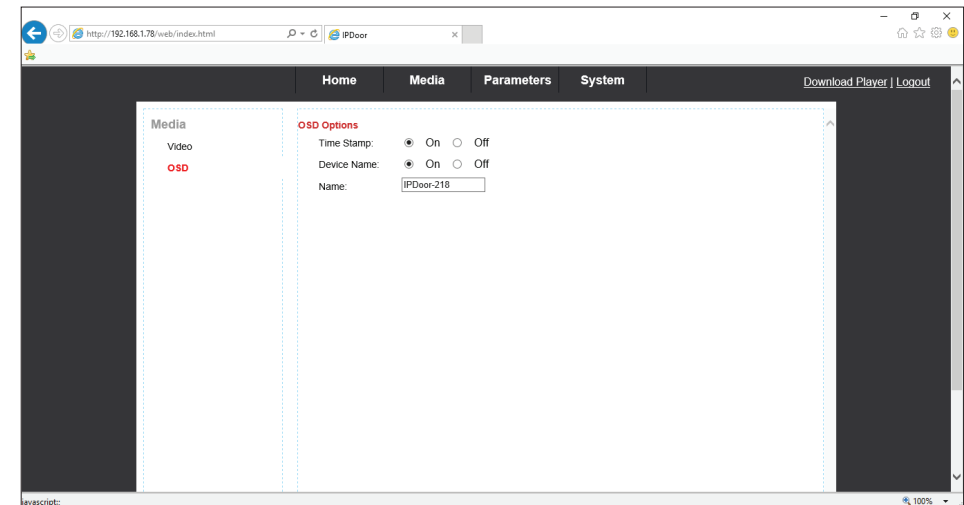 http://192.168.1.78/web/index.html
IPDoor
Home Media Parameters System
Download Player | Logout
Media
Video
OSD
OSD Options
Time Stamp: On Off
Device Name: On Off
Name: IPDoor-218
javascript:;
100%